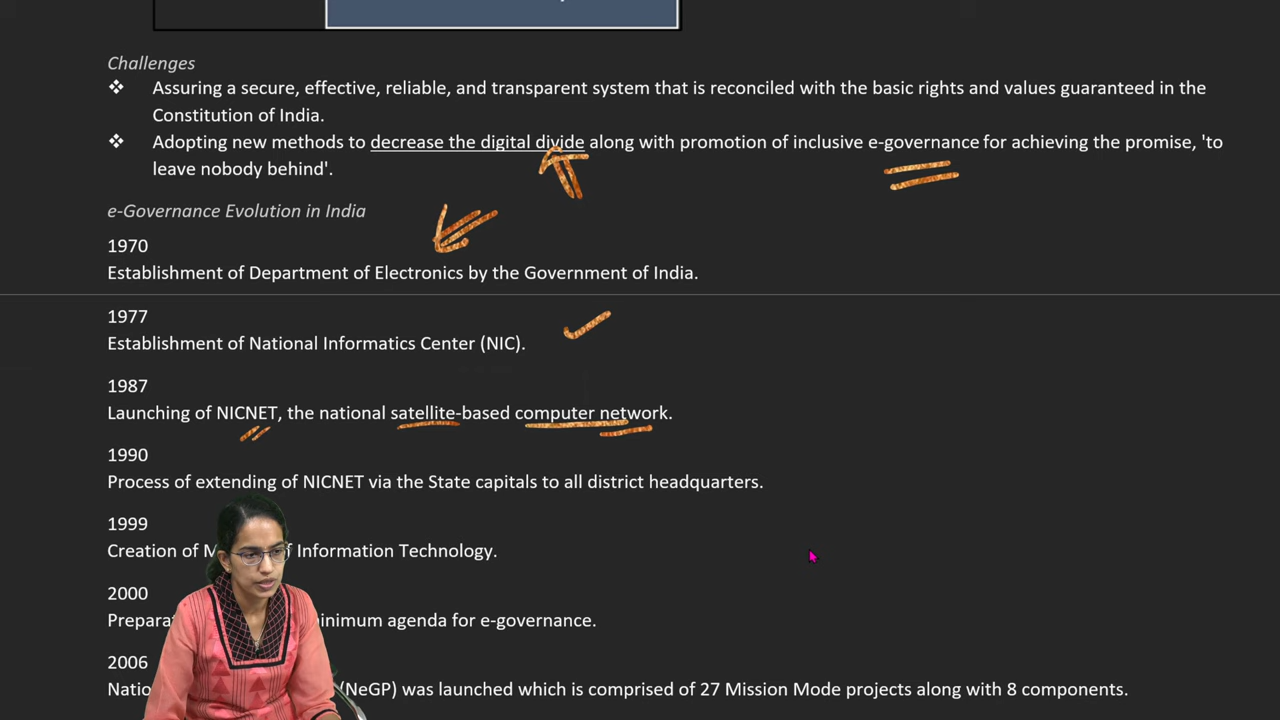 Challenges
❖ Assuring a secure, effective, reliable, and transparent system that is reconciled with the basic rights and values guaranteed in the
Constitution of India.
❖ Adopting new methods to decrease the digital divide along with promotion of inclusive e-governance for achieving the promise, 'to
leave nobody behind'.
e-Governance Evolution in India
1970
Establishment of Department of Electronics by the Government of India.
1977
Establishment of National Informatics Center (NIC).
1987
Launching of NICNET, the national satellite-based computer network.
1990
Process of extending of NICNET via the State capitals to all district headquarters.
1999
Creation of Information Technology.
2000
minimum agenda for e-governance.
2006
(NeGP) was launched which is comprised of 27 Mission Mode projects along with 8 components.